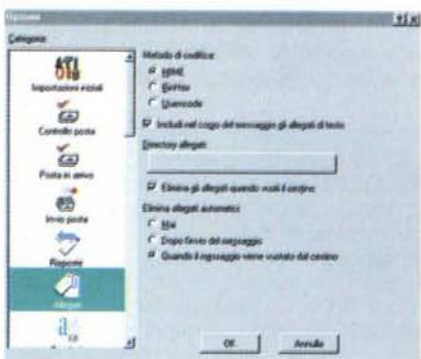 Opzioni
Categoria
Impostazioni iniziali
Controllo posta
Posta in arrivo
Invio posta
Risposte
Allegati
Metodo di codifica:
MIME
BinHex
Uuencode
Includi nel corpo del messaggio gli allegati di testo
Directory allegati:
Elimina gli allegati quando vuoti il cestino
Elimina allegati automatici:
Mai
Dopo l'invio del messaggio
Quando il messaggio viene vuotato dal cestino
OK
Annulla